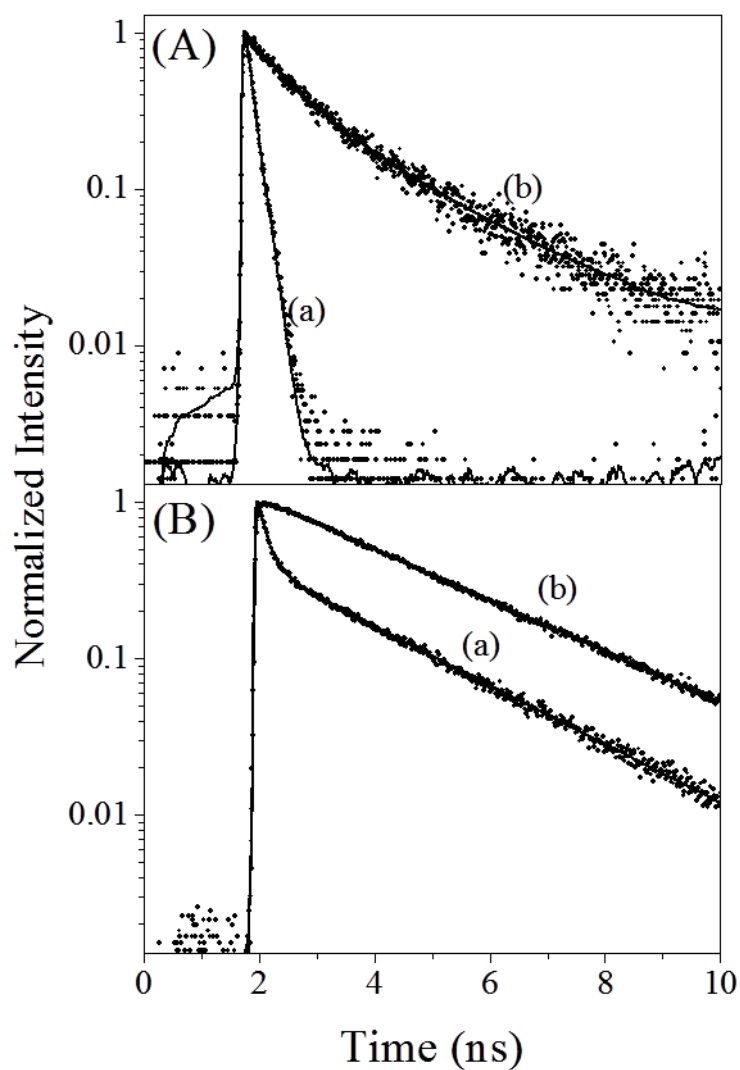 (A)
1
0.1
0.01
(b)
(a)
(B)
1
0.1
0.01
(b)
(a)
0 2 4 6 8 10
Normalized Intensity
Time (ns)